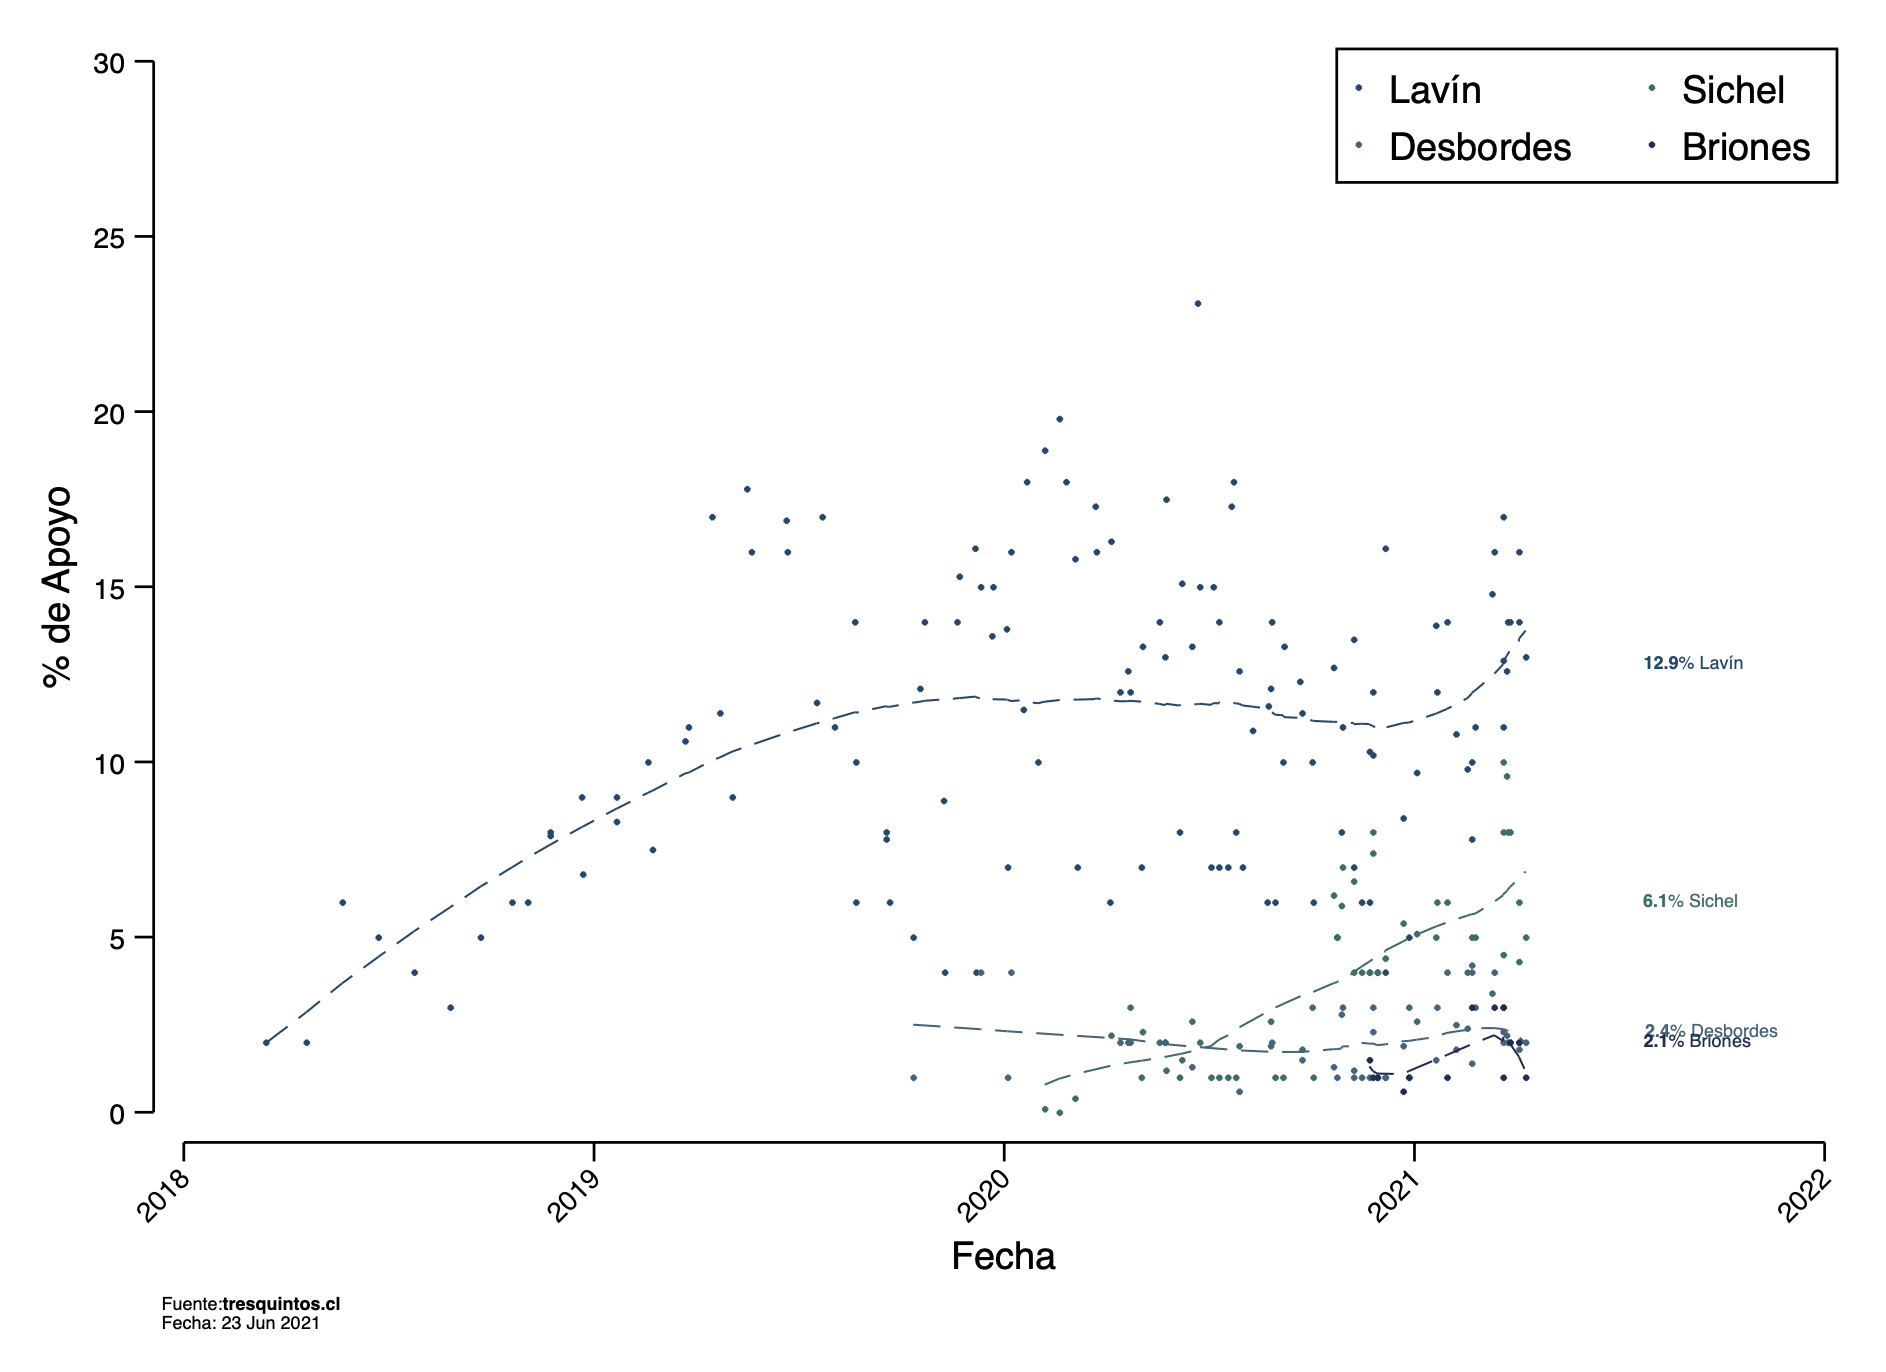 30
25
20
15
10
5
0
% de Apoyo
Lavín
Sichel
Desbordes
Briones
12.9% Lavín
6.1% Sichel
2.4% Desbordes
2.1% Briones
2018
2019
2020
2021
2022
Fecha
Fuente:tresquintos.cl
Fecha: 23 Jun 2021